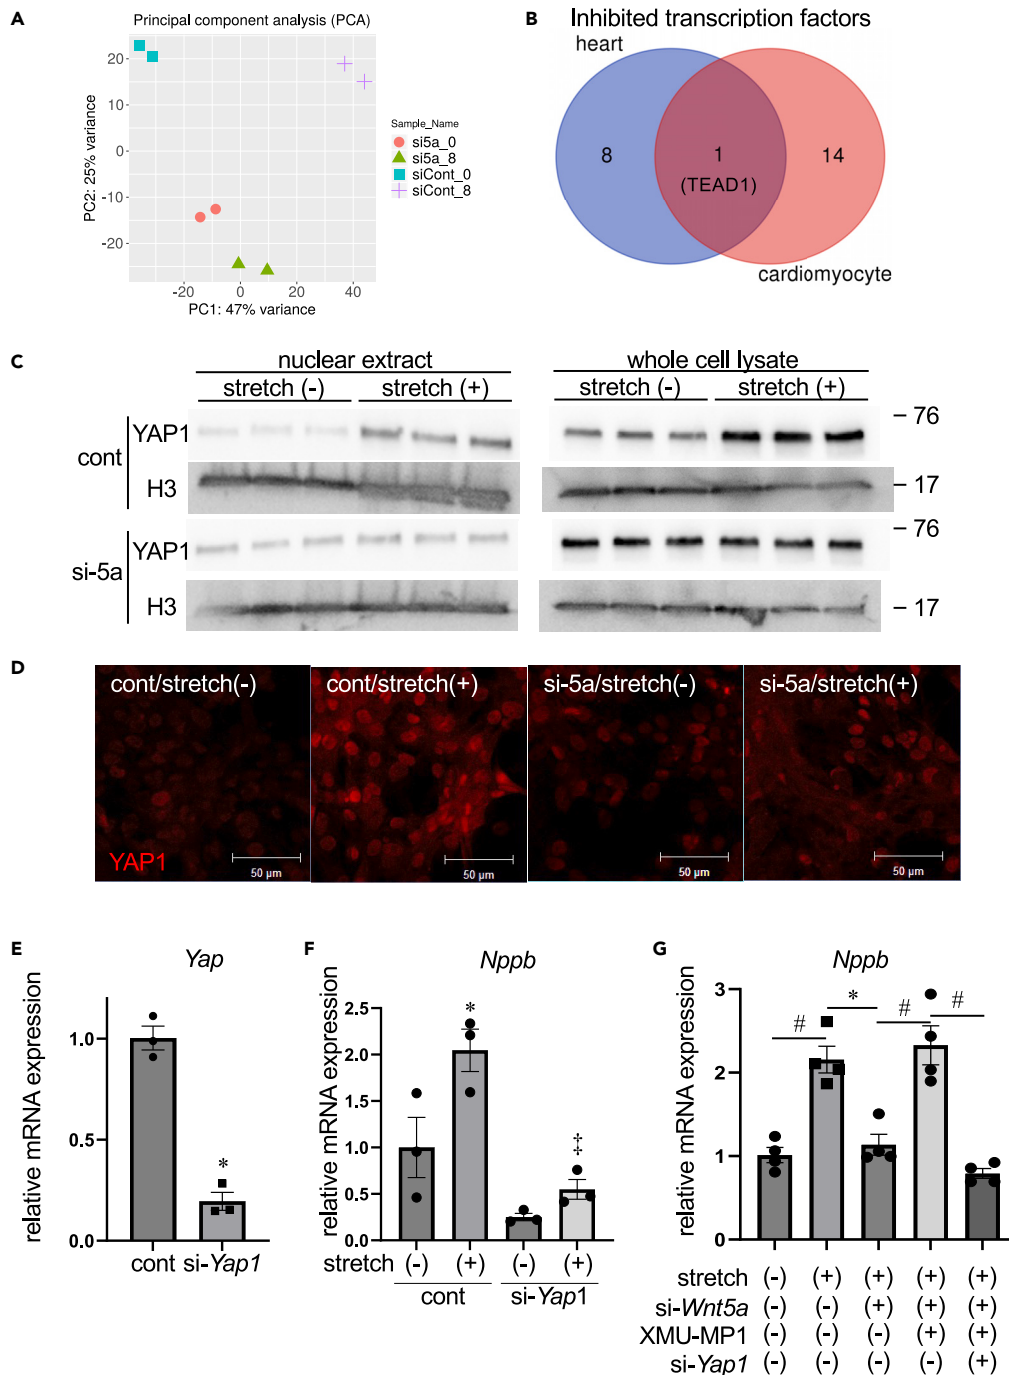 A
Principal component analysis (PCA)
20
10
0
-10
-20
PC2: 25% variance
-20 0 20 40
PC1: 47% variance
Sample_Name
si5a_0
si5a_8
siCont_0
siCont_8
B
Inhibited transcription factors
heart
8 1 14
(TEAD1)
cardiomyocyte
C
nuclear extract whole cell lysate
stretch (-) stretch (+) stretch (-) stretch (+)
cont
YAP1 – 76
H3 – 17
si-5a
YAP1 – 76
H3 – 17
D
cont/stretch(-) cont/stretch(+) si-5a/stretch(-) si-5a/stretch(+)
YAP1
50 µm 50 µm 50 µm 50 µm
E
Yap
relative mRNA expression
1.0
0.5
0.0
*
cont si-Yap1
F
Nppb
relative mRNA expression
2.5
2.0
1.5
1.0
0.5
0.0
* ‡
stretch (-) (+) (-) (+)
cont si-Yap1
G
Nppb
relative mRNA expression
3
2
1
0
# * # #
stretch (-) (+) (+) (+) (+)
si-Wnt5a (-) (-) (+) (+) (+)
XMU-MP1 (-) (-) (-) (+) (+)
si-Yap1 (-) (-) (-) (-) (+)